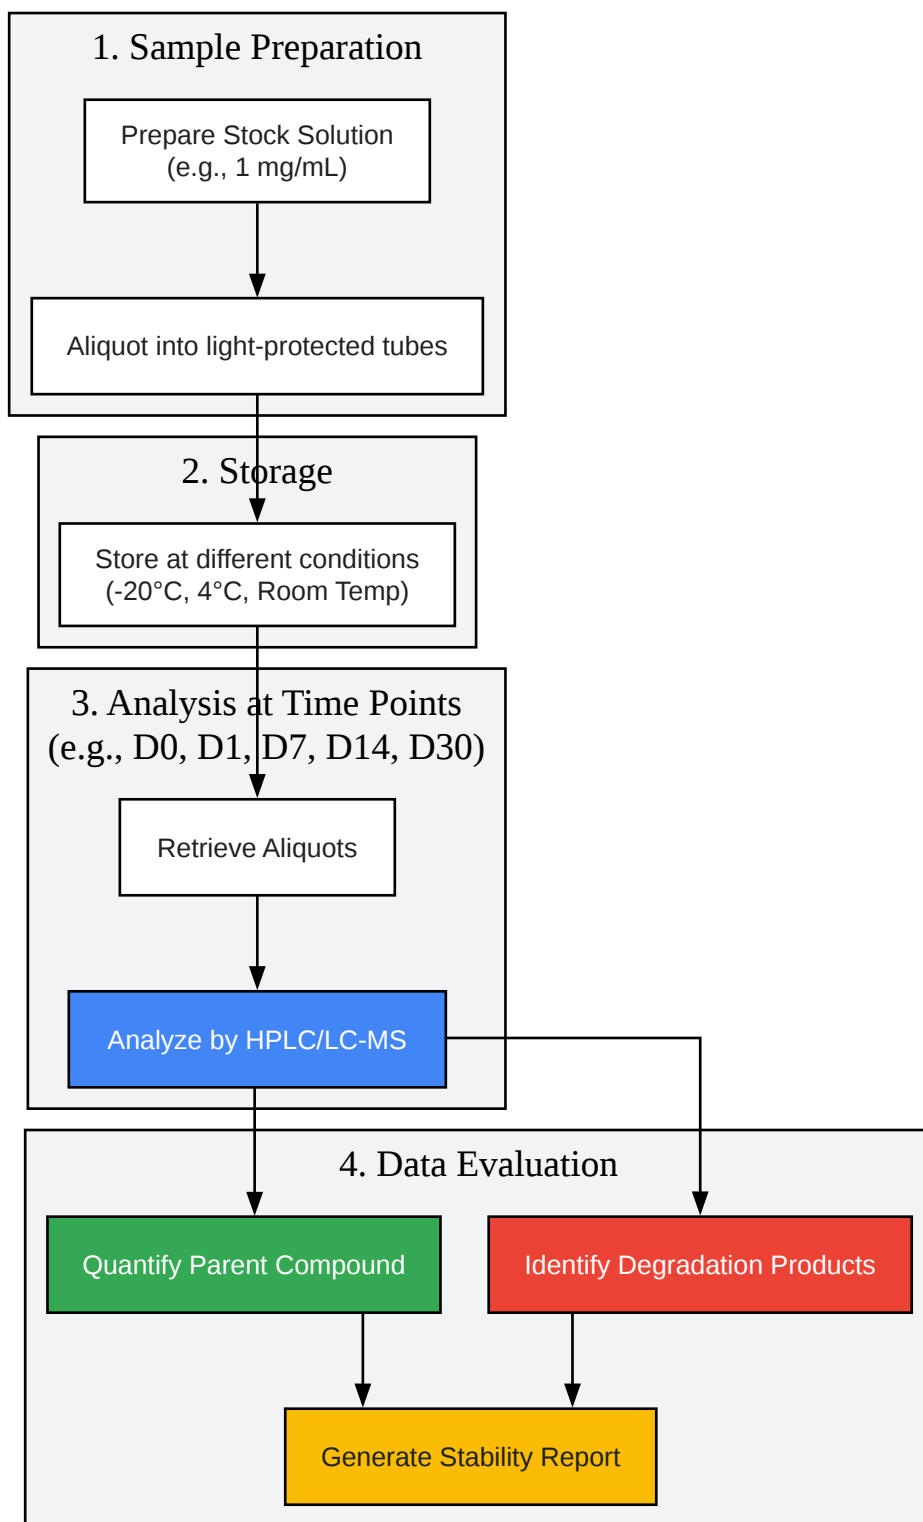 1. Sample Preparation
Prepare Stock Solution
(e.g., 1 mg/mL)
Aliquot into light-protected tubes
2. Storage
Store at different conditions
(-20°C, 4°C, Room Temp)
3. Analysis at Time Points
(e.g., D0, D1, D7, D14, D30)
Retrieve Aliquots
Analyze by HPLC/LC-MS
4. Data Evaluation
Quantify Parent Compound
Identify Degradation Products
Generate Stability Report